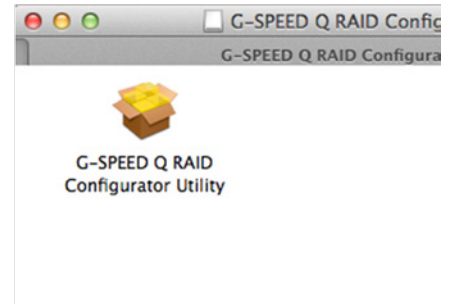 G-SPEED Q RAID Config
G-SPEED Q RAID Configura
G-SPEED Q RAID
Configurator Utility